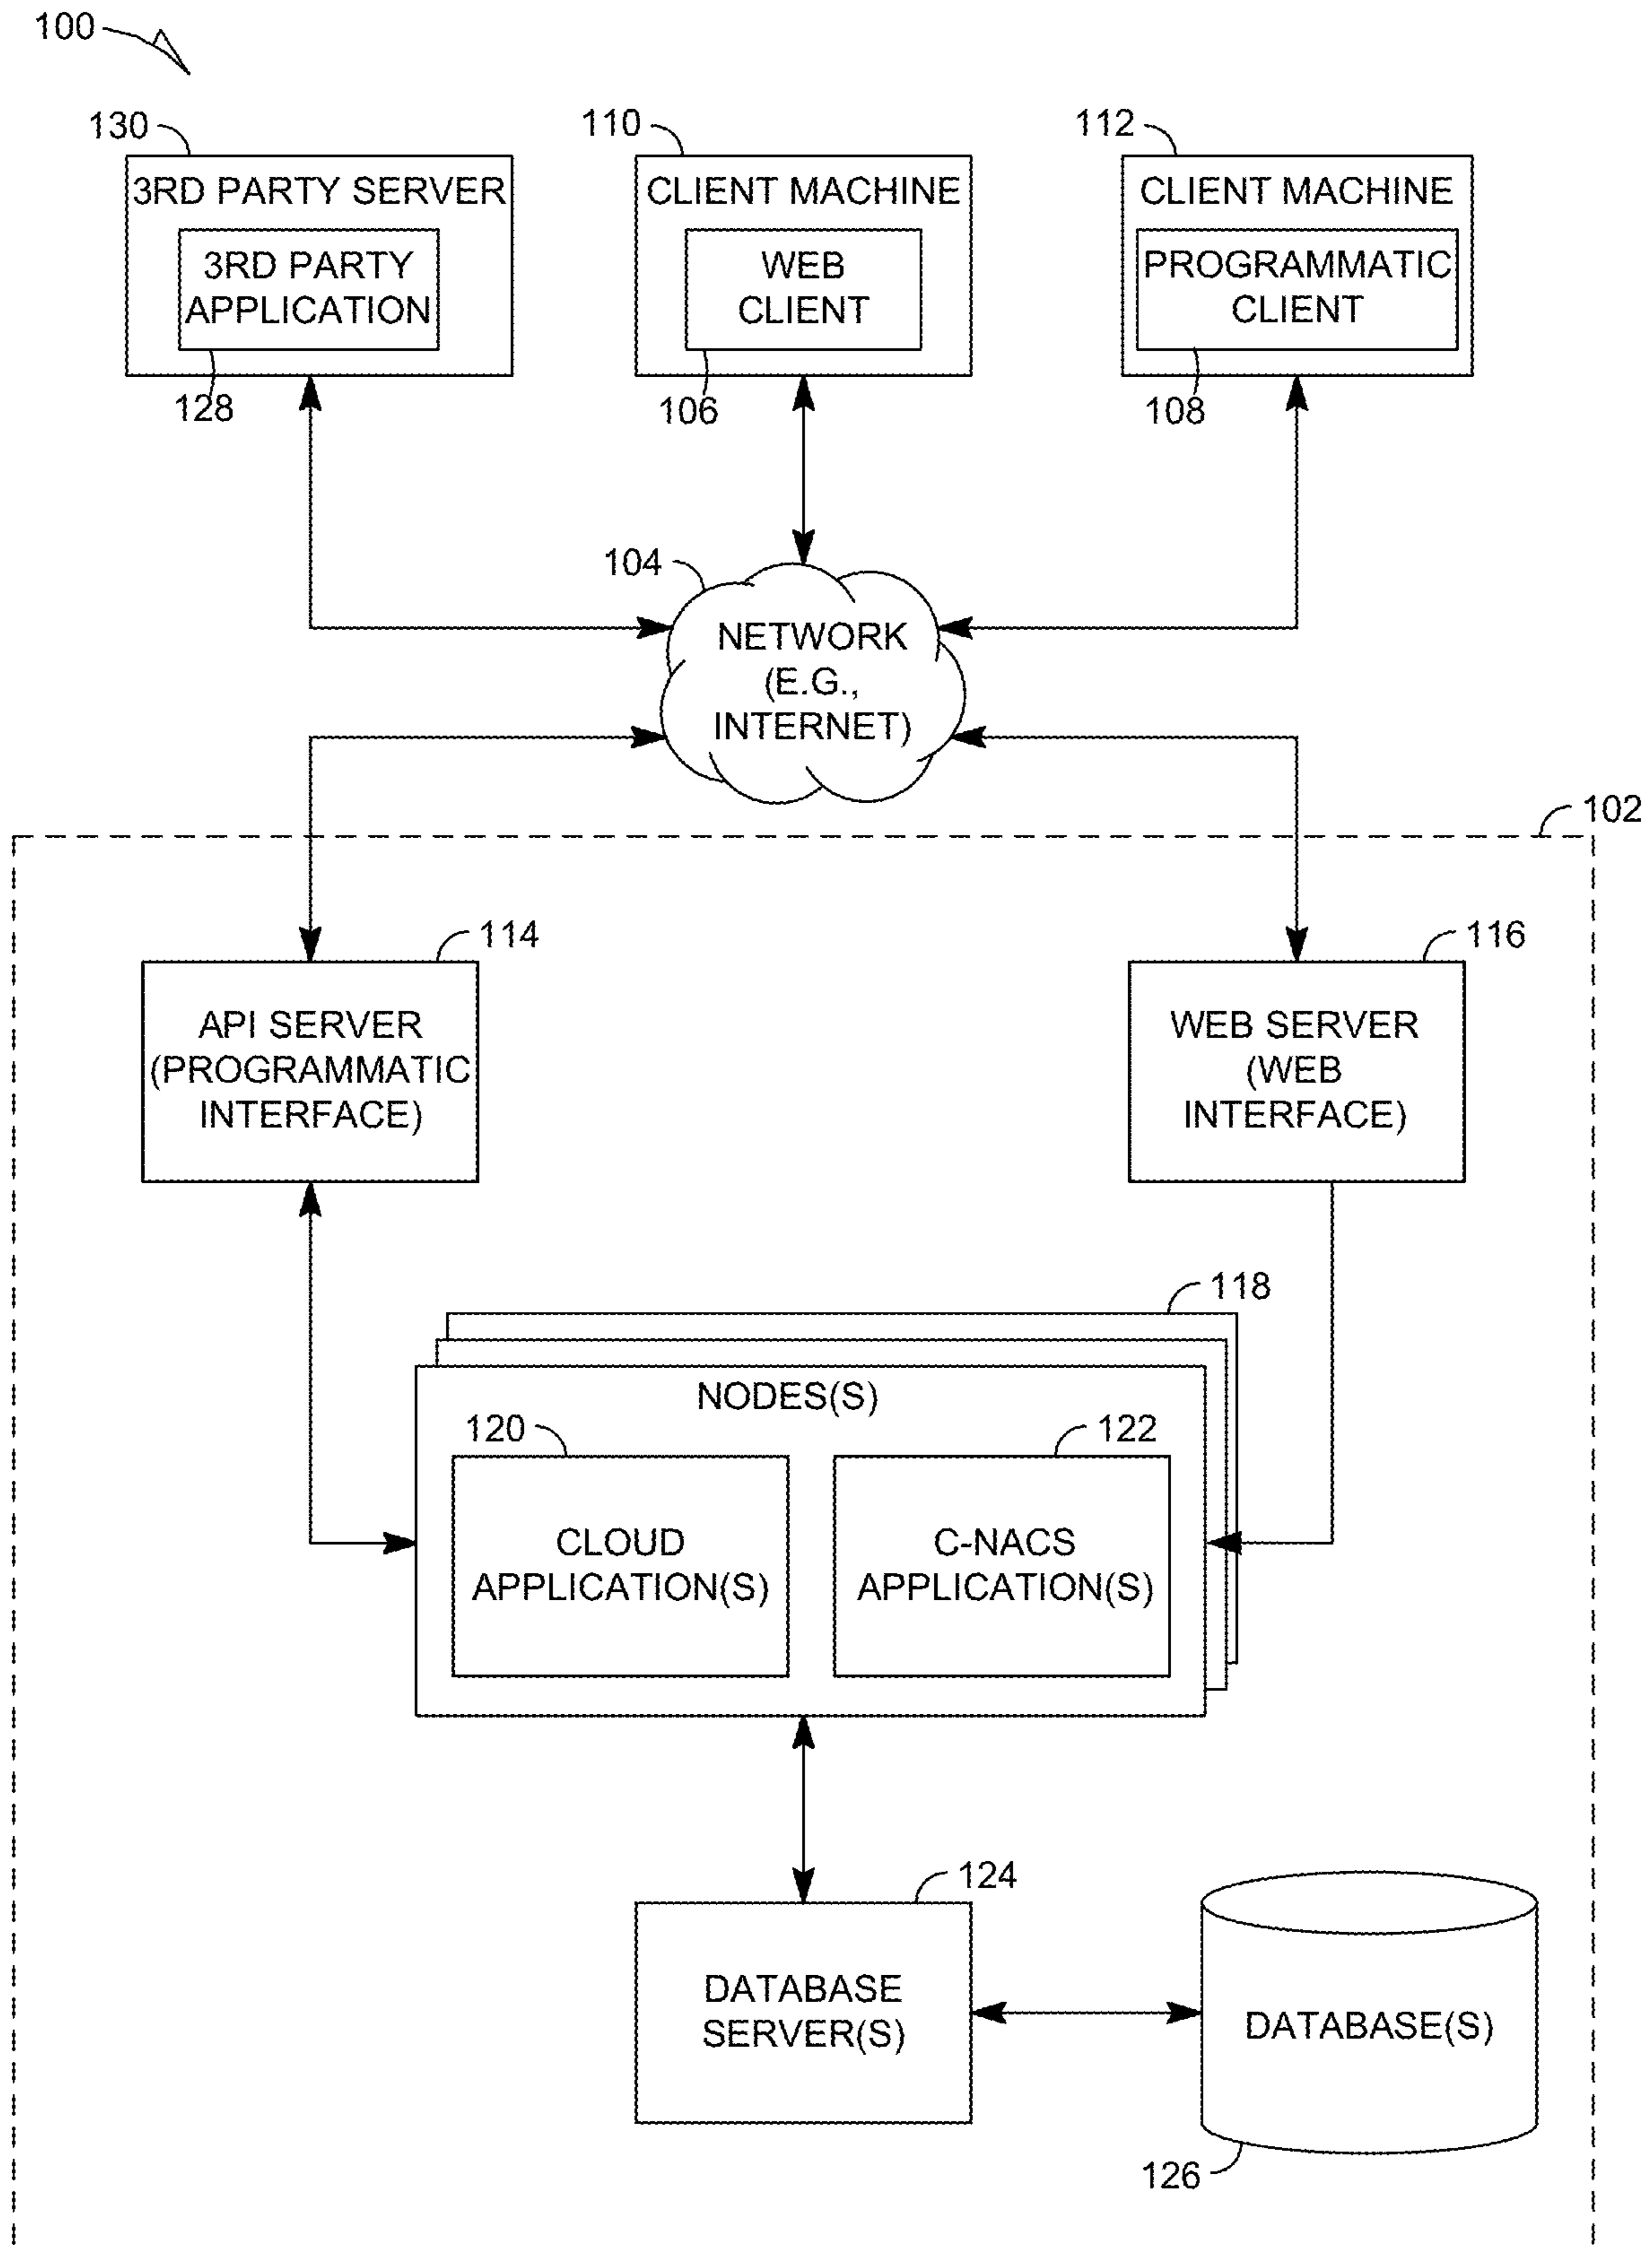 100
130
110
112
3RD PARTY SERVER
CLIENT MACHINE
CLIENT MACHINE
3RD PARTY
APPLICATION
WEB
CLIENT
PROGRAMMATIC
CLIENT
128
106
108
104
NETWORK
(E.G.,
INTERNET)
102
114
116
API SERVER
(PROGRAMMATIC
INTERFACE)
WEB SERVER
(WEB
INTERFACE)
118
NODES(S)
120
122
CLOUD
APPLICATION(S)
C-NACS
APPLICATION(S)
124
DATABASE
SERVER(S)
DATABASE(S)
126